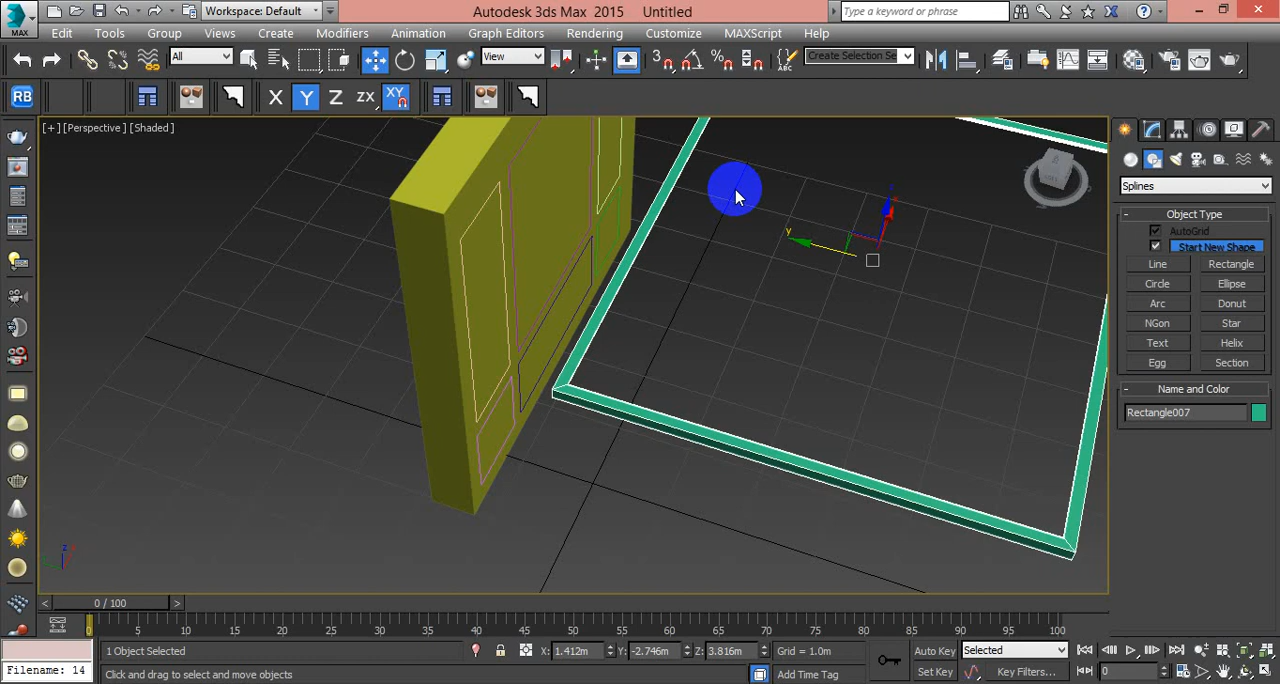 MAX
Workspace: Default
Autodesk 3ds Max 2015 Untitled
Type a keyword or phrase
Edit Tools Group Views Create Modifiers Animation Graph Editors Rendering Customize MAXScript Help
All
View
3
Create Selection Se
RB
X Y Z ZX XY
[+] [Perspective] [Shaded]
Splines
- Object Type
AutoGrid
Start New Shape
Line Rectangle
Circle Ellipse
Arc Donut
NGon Star
Text Helix
Egg Section
- Name and Color
Rectangle007
y
z
< 0 / 100 >
0 5 10 15 20 25 30 35 40 45 50 55 60 65 70 75 80 85 90 95 100
1 Object Selected
X: 1.412m Y: -2.746m Z: 3.816m Grid = 1.0m
Auto Key Selected
Filename: 14
Click and drag to select and move objects
Add Time Tag
Set Key Key Filters...
0